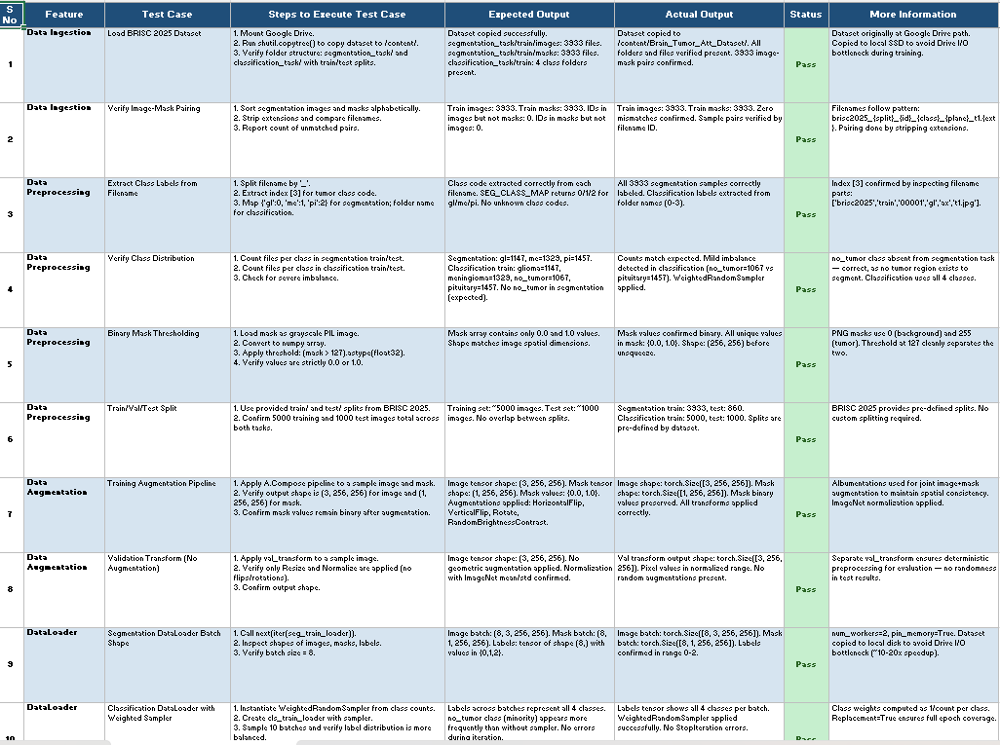 S No Feature Test Case Steps to Execute Test Case Expected Output Actual Output Status More Information
1
Data Ingestion
Load BRISC 2025 Dataset
1. Mount Google Drive.
2. Run shutil.copytree() to copy dataset to /content/.
3. Verify folder structure: segmentation_task/ and
classification_task/ with train/test splits.
Dataset copied successfully.
segmentation_task/train/images: 3933 files.
segmentation_task/train/masks: 3933 files.
classification_task/train: 4 class folders
present.
Dataset copied to
/content/Brain_Tumor_Att_Dataset/. All
folders and files verified present. 3933 image-
mask pairs confirmed.
Pass
Dataset originally at Google Drive path.
Copied to local SSD to avoid Drive I/O
bottleneck during training.
2
Data Ingestion
Verify Image-Mask Pairing
1. Sort segmentation images and masks alphabetically.
2. Strip extensions and compare filenames.
3. Report count of unmatched pairs.
Train images: 3933. Train masks: 3933. IDs in
images but not masks: 0. IDs in masks but not
images: 0.
Train images: 3933. Train masks: 3933. Zero
mismatches confirmed. Sample pairs verified by
filename ID.
Pass
Filenames follow pattern:
brisc2025_{split}_{id}_{class}_{plane}_t1.{ext
}. Pairing done by stripping extensions.
3
Data
Preprocessing
Extract Class Labels from
Filename
1. Split filename by '_'.
2. Extract index [3] for tumor class code.
3. Map {'gl':0, 'me':1, 'pi':2} for segmentation; folder name
for classification.
Class code extracted correctly from each
filename. SEG_CLASS_MAP returns 0/1/2 for
gl/me/pi. No unknown class codes.
All 3933 segmentation samples correctly
labeled. Classification labels extracted from
folder names (0-3).
Pass
Index [3] confirmed by inspecting filename
parts:
['brisc2025','train','00001','gl','ax','t1.jpg'].
4
Data
Preprocessing
Verify Class Distribution
1. Count files per class in segmentation train/test.
2. Count files per class in classification train/test.
3. Check for severe imbalance.
Segmentation: gl=1147, me=1329, pi=1457.
Classification train: glioma=1147,
meningioma=1329, no_tumor=1067,
pituitary=1457. No no_tumor in segmentation
(expected).
Counts match expected. Mild imbalance
detected in classification (no_tumor=1067 vs
pituitary=1457). WeightedRandomSampler
applied.
Pass
no_tumor class absent from segmentation task
— correct, as no tumor region exists to
segment. Classification uses all 4 classes.
5
Data
Preprocessing
Binary Mask Thresholding
1. Load mask as grayscale PIL image.
2. Convert to numpy array.
3. Apply threshold: (mask > 127).astype(float32).
4. Verify values are strictly 0.0 or 1.0.
Mask array contains only 0.0 and 1.0 values.
Shape matches image spatial dimensions.
Mask values confirmed binary. All unique values
in mask: {0.0, 1.0}. Shape: (256, 256) before
unsqueeze.
Pass
PNG masks use 0 (background) and 255
(tumor). Threshold at 127 cleanly separates the
two.
6
Data
Preprocessing
Train/Val/Test Split
1. Use provided train/ and test/ splits from BRISC 2025.
2. Confirm 5000 training and 1000 test images total across
both tasks.
Training set: ~5000 images. Test set: ~1000
images. No overlap between splits.
Segmentation train: 3933, test: 860.
Classification train: 5000, test: 1000. Splits are
pre-defined by dataset.
Pass
BRISC 2025 provides pre-defined splits. No
custom splitting required.
7
Data
Augmentation
Training Augmentation Pipeline
1. Apply A.Compose pipeline to a sample image and mask.
2. Verify output shape is (3, 256, 256) for image and (1,
256, 256) for mask.
3. Confirm mask values remain binary after augmentation.
Image tensor shape: (3, 256, 256). Mask tensor
shape: (1, 256, 256). Mask values: {0.0, 1.0}.
Augmentations applied: HorizontalFlip,
VerticalFlip, Rotate,
RandomBrightnessContrast.
Image shape: torch.Size([3, 256, 256]). Mask
shape: torch.Size([1, 256, 256]). Mask binary
values preserved. All transforms applied
correctly.
Pass
Albumentations used for joint image+mask
augmentation to maintain spatial consistency.
ImageNet normalization applied.
8
Data
Augmentation
Validation Transform (No
Augmentation)
1. Apply val_transform to a sample image.
2. Verify only Resize and Normalize are applied (no
flips/rotations).
3. Confirm output shape.
Image tensor shape: (3, 256, 256). No
geometric augmentation applied. Normalization
with ImageNet mean/std confirmed.
Val transform output shape: torch.Size([3, 256,
256]). Pixel values in normalized range. No
random augmentations present.
Pass
Separate val_transform ensures deterministic
preprocessing for evaluation — no randomness
in test results.
9
DataLoader
Segmentation DataLoader Batch
Shape
1. Call next(iter(seg_train_loader)).
2. Inspect shapes of images, masks, labels.
3. Verify batch size = 8.
Image batch: (8, 3, 256, 256). Mask batch: (8,
1, 256, 256). Labels: tensor of shape (8,) with
values in {0,1,2}.
Image batch: torch.Size([8, 3, 256, 256]). Mask
batch: torch.Size([8, 1, 256, 256]). Labels
confirmed in range 0-2.
Pass
num_workers=2, pin_memory=True. Dataset
copied to local disk to avoid Drive I/O
bottleneck (~10-20x speedup).
10
DataLoader
Classification DataLoader with
Weighted Sampler
1. Instantiate WeightedRandomSampler from class counts.
2. Create cls_train_loader with sampler.
3. Sample 10 batches and verify label distribution is more
balanced.
Labels across batches represent all 4 classes.
no_tumor class (minority) appears more
frequently than without sampler. No errors
during iteration.
Labels tensor shows all 4 classes per batch.
WeightedRandomSampler applied
successfully. No StopIteration errors.
Pass
Class weights computed as 1/count per class.
Replacement=True ensures full epoch coverage.